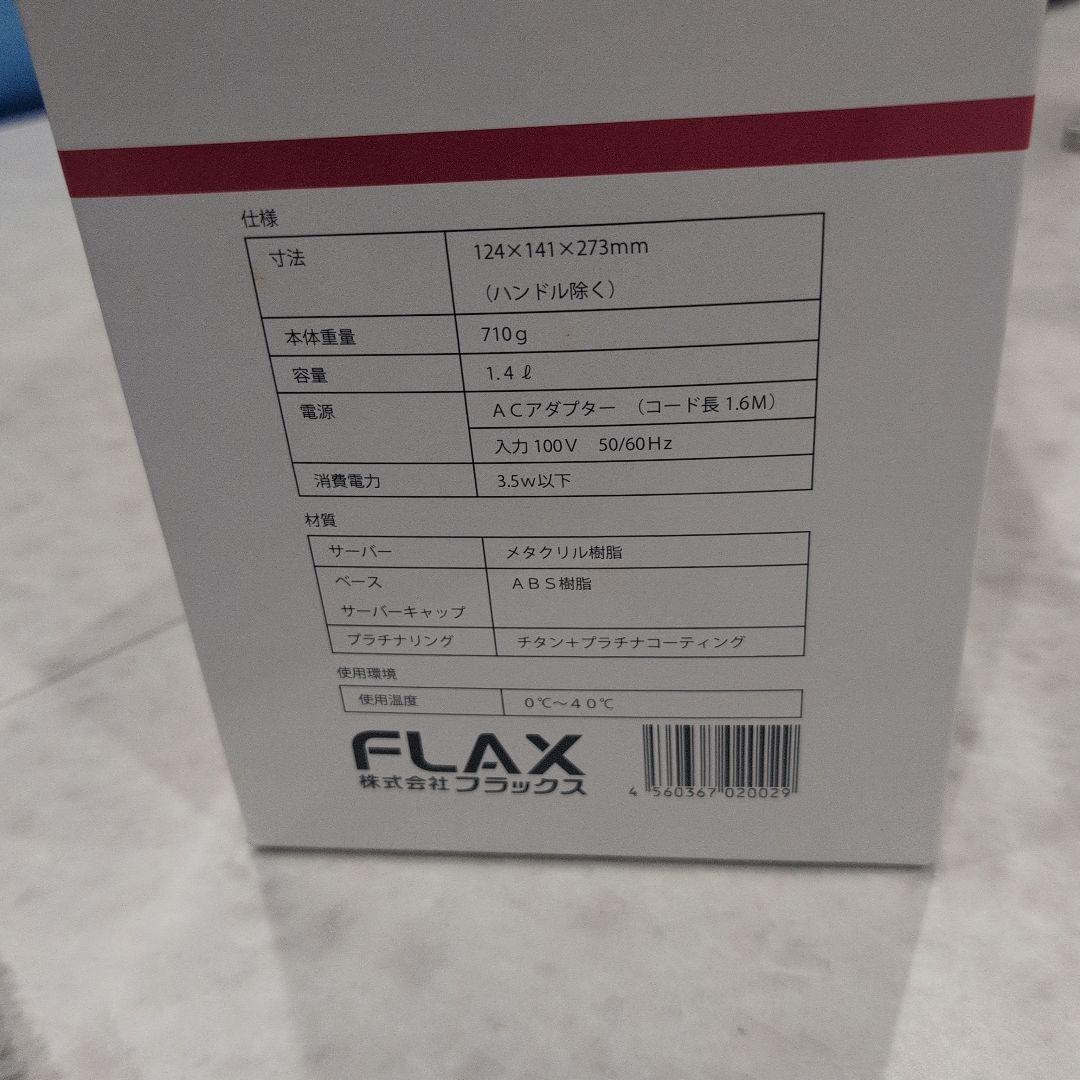 仕様
寸法 124×141×273mm
（ハンドル除く）
本体重量 710g
容量 1.4ℓ
電源 ACアダプター （コード長 1.6M）
入力 100V 50/60Hz
消費電力 3.5w以下
材質
サーバー メタクリル樹脂
ベース ABS樹脂
サーバーキャップ
プラチナリング チタン＋プラチナコーティング
使用環境
使用温度 0℃～40℃
FLAX
株式会社フラックス
4 560367 020029